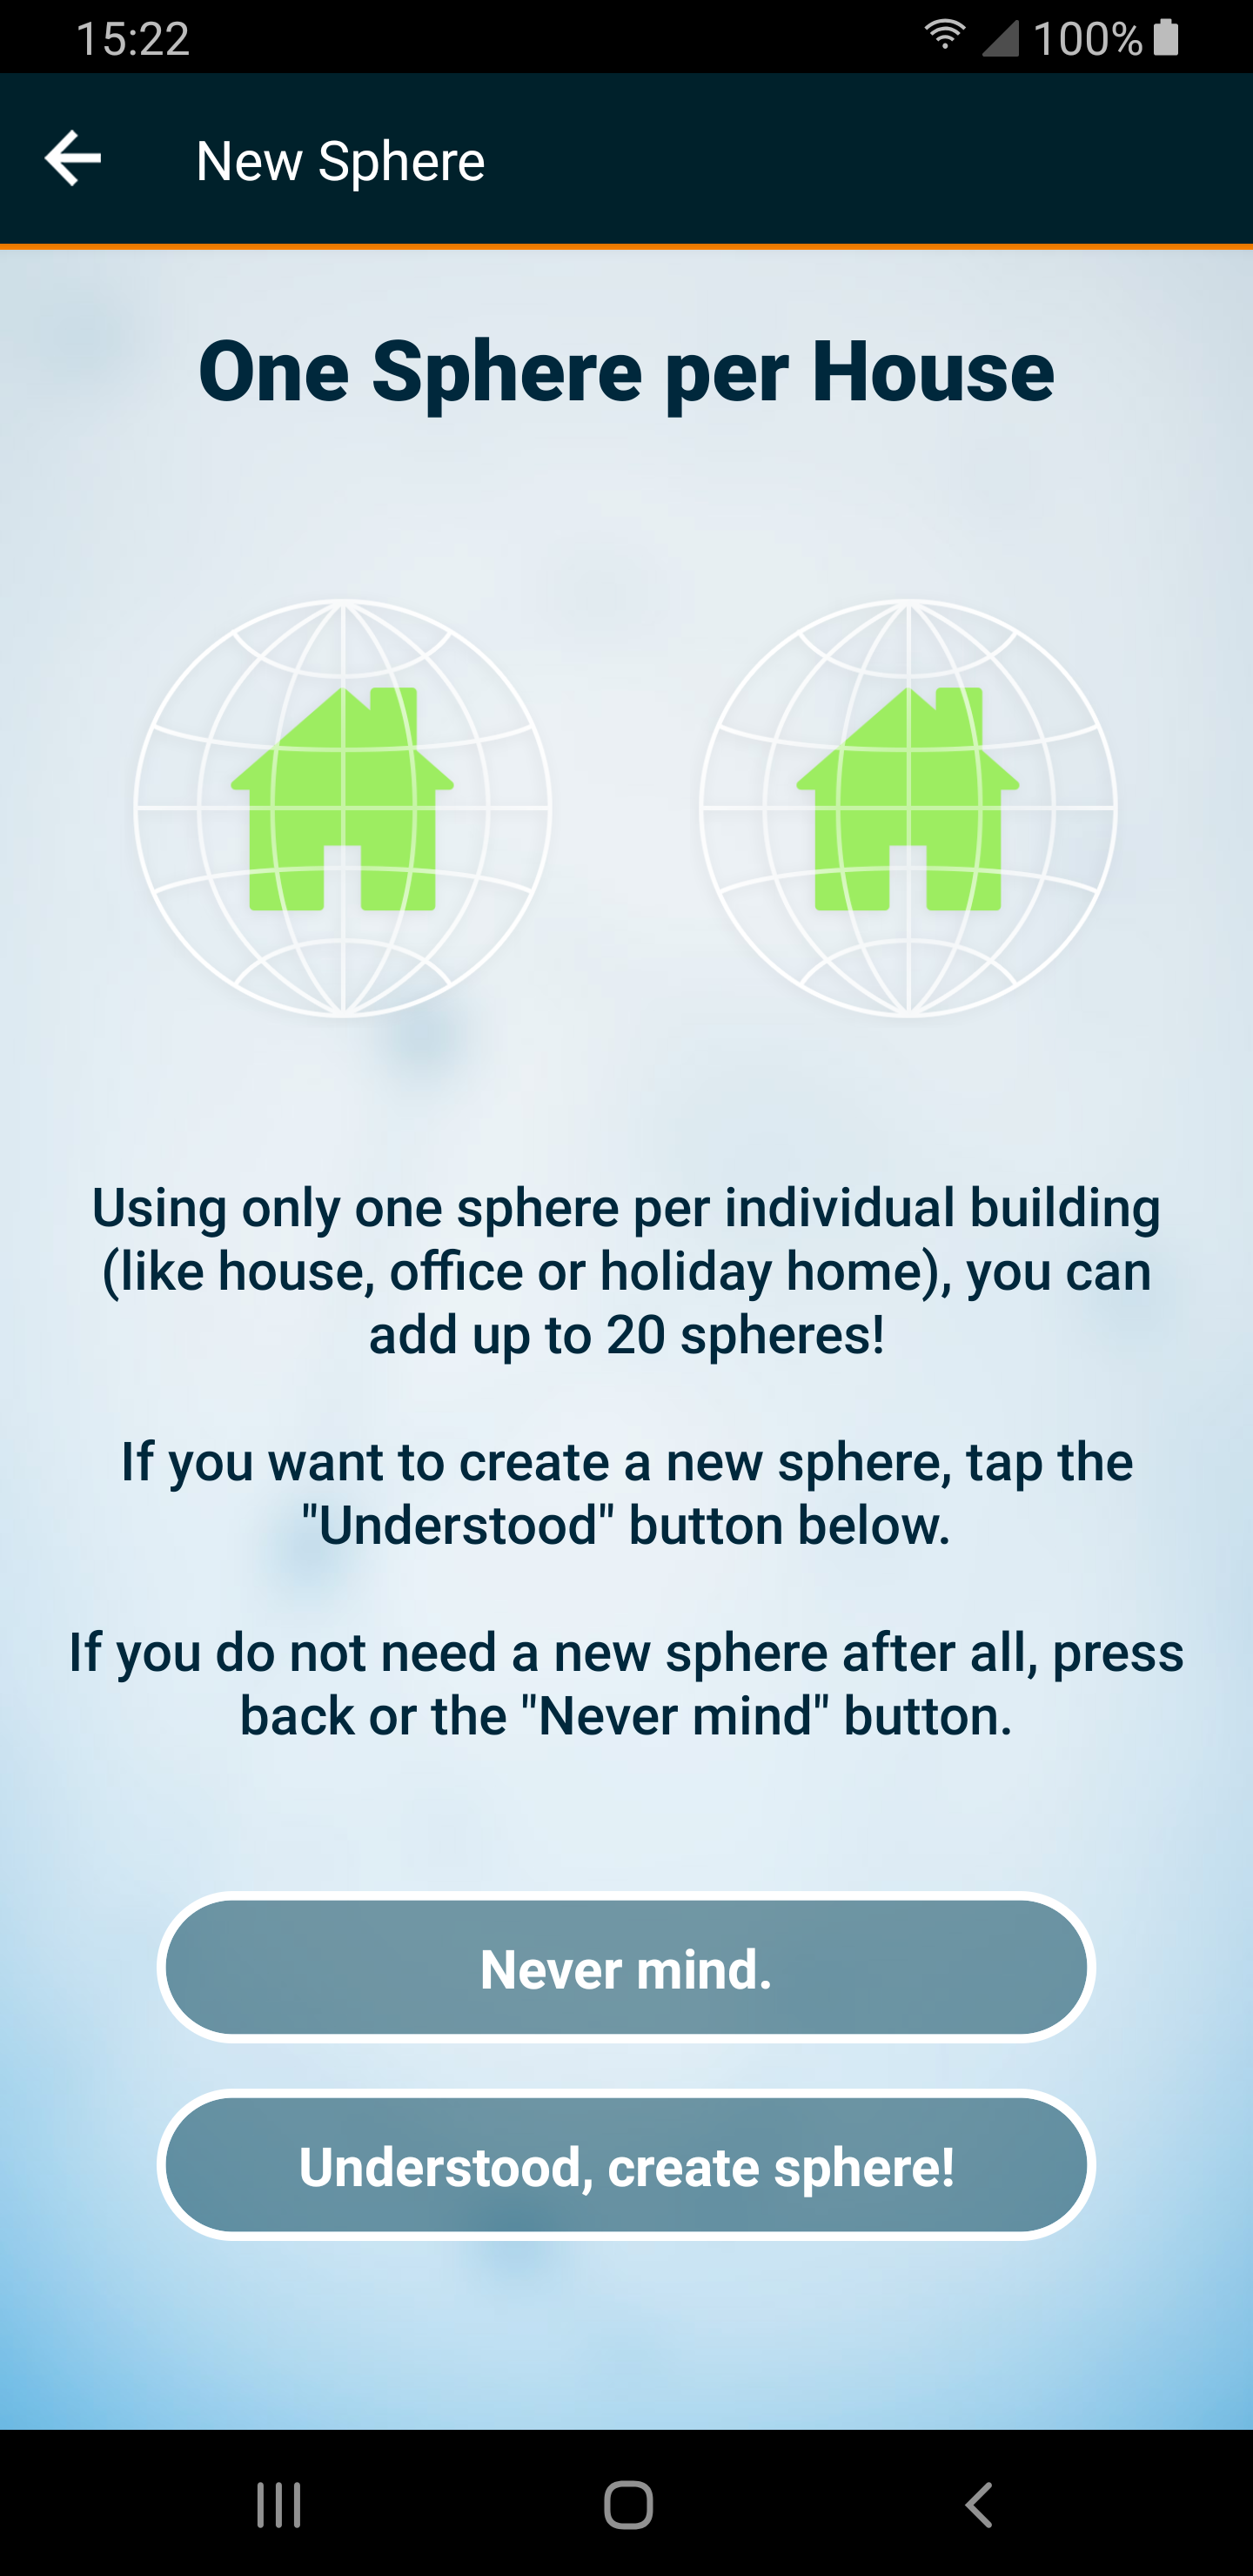 15:22
100%
New Sphere
One Sphere per House
Using only one sphere per individual building
(like house, office or holiday home), you can
add up to 20 spheres!
If you want to create a new sphere, tap the
"Understood" button below.
If you do not need a new sphere after all, press
back or the "Never mind" button.
Never mind.
Understood, create sphere!